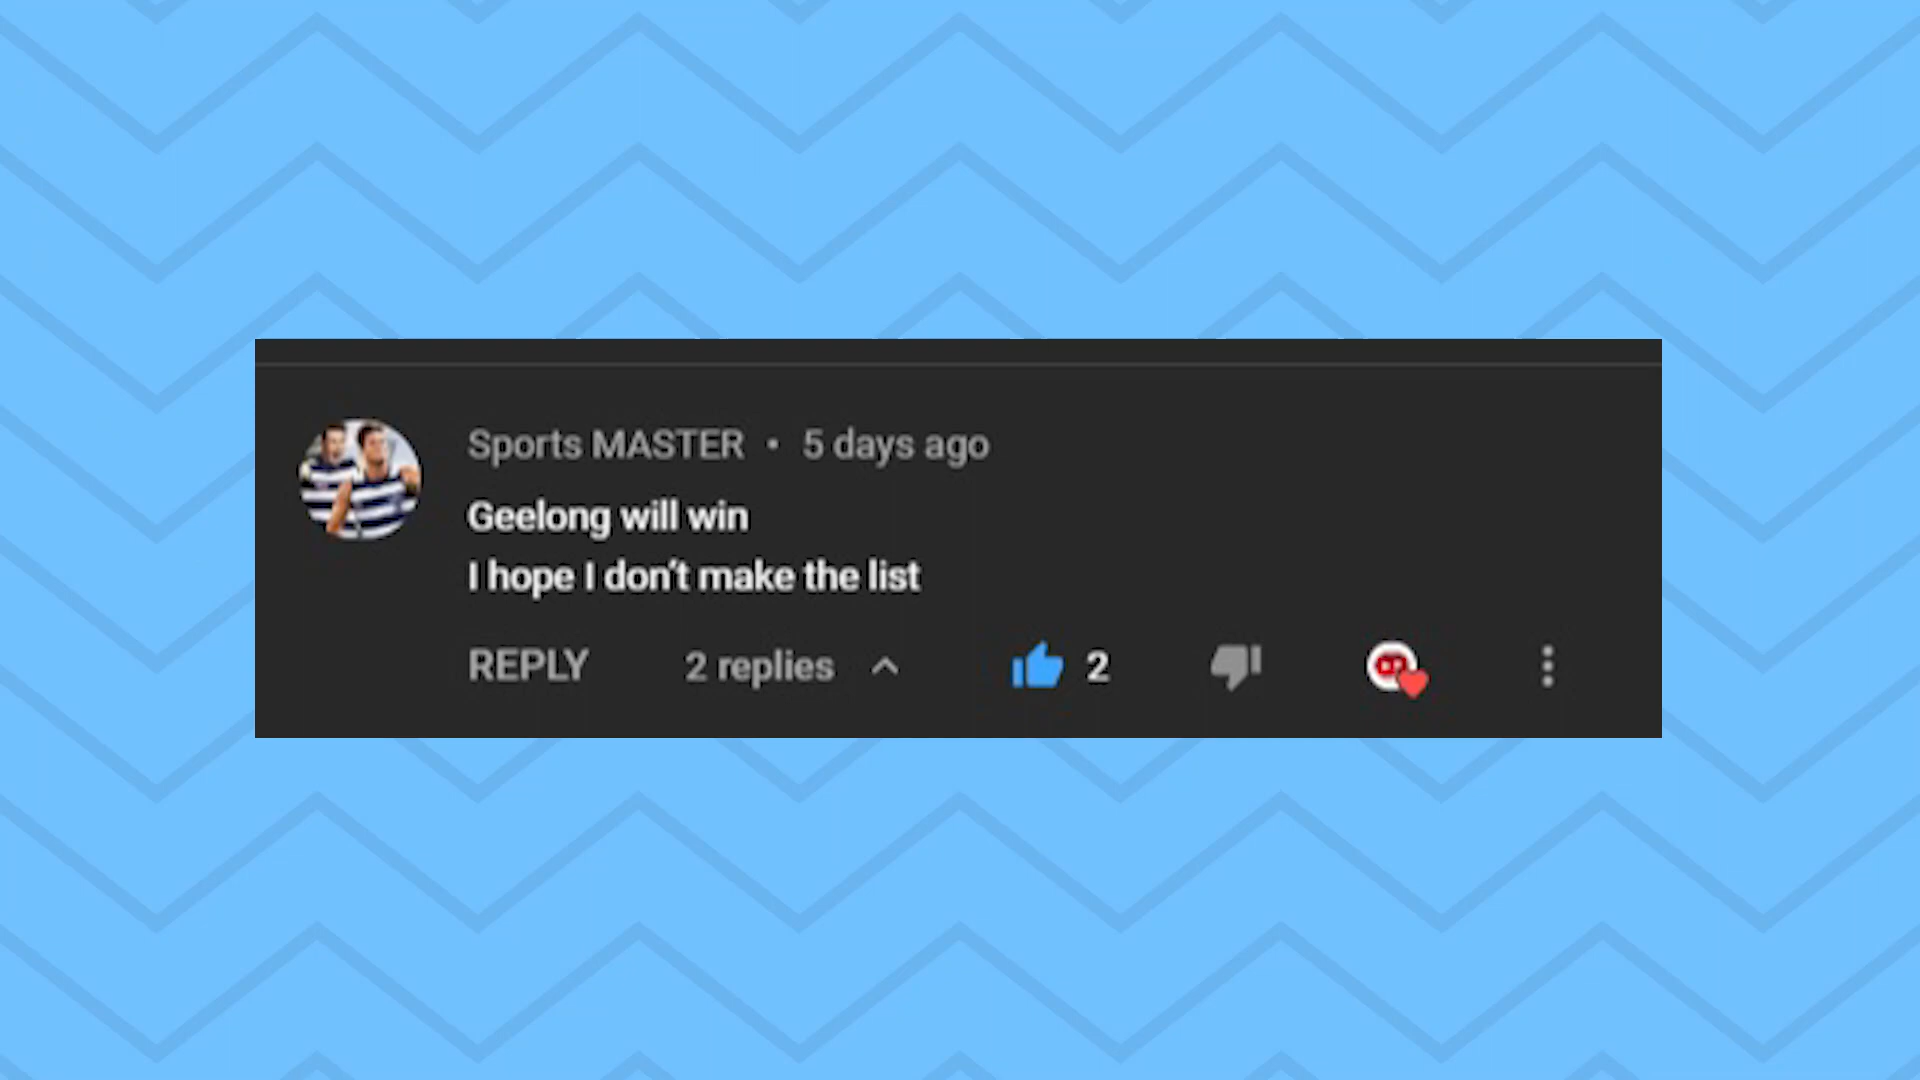 Sports MASTER • 5 days ago
Geelong will win
I hope I don't make the list
REPLY 2 replies 2